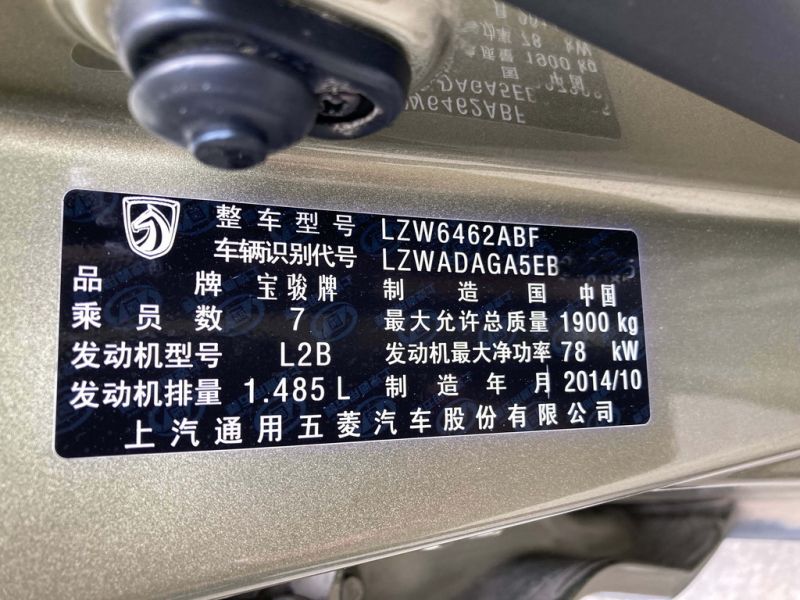 整车型号 LZW6462ABF
车辆识别代号 LZWADAGA5EB
品牌 宝骏牌 制造国 中国
乘员数 7 最大允许总质量 1900 kg
发动机型号 L2B 发动机最大净功率 78 kW
发动机排量 1.485 L 制造年月 2014/10
上汽通用五菱汽车股份有限公司